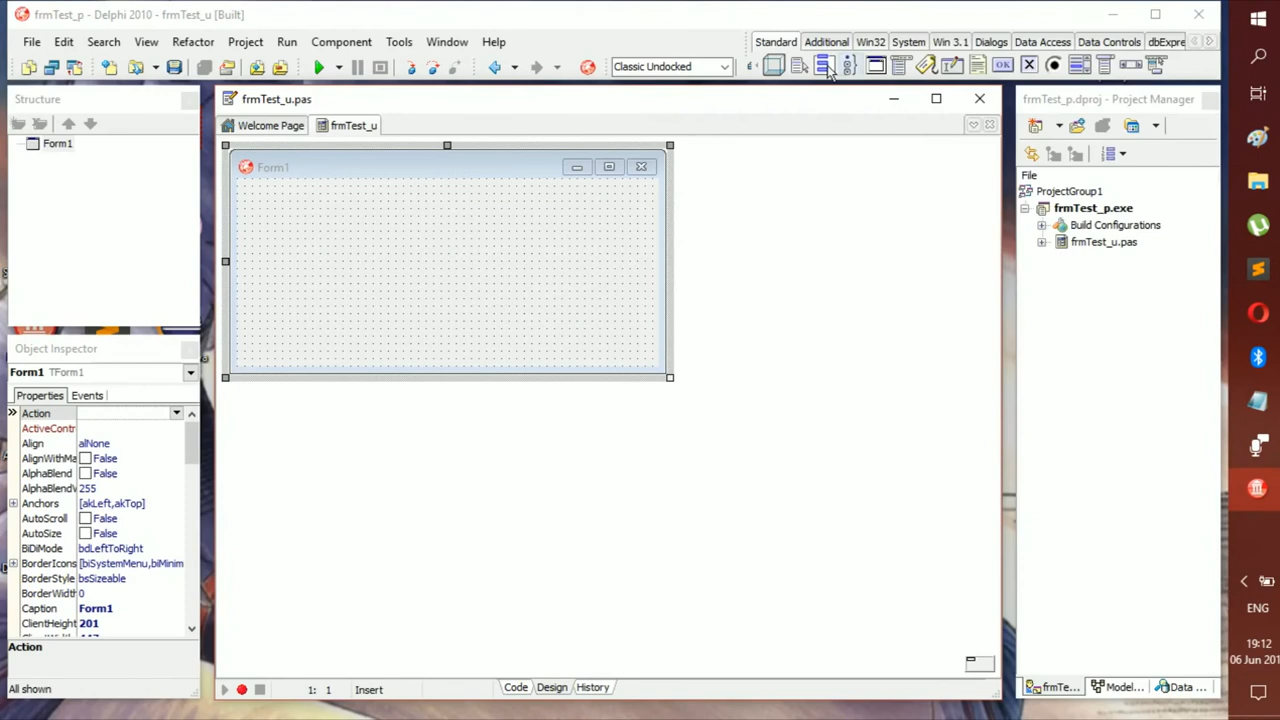 frmTest_p - Delphi 2010 - frmTest_u [Built]
File Edit Search View Refactor Project Run Component Tools Window Help
Standard Additional Win32 System Win 3.1 Dialogs Data Access Data Controls dbExpre
Classic Undocked
OK
Structure
Form1
frmTest_u.pas
Welcome Page frmTest_u
Form1
frmTest_p.dproj - Project Manager
File
ProjectGroup1
frmTest_p.exe
Build Configurations
frmTest_u.pas
Object Inspector
Form1 TForm1
Properties Events
Action
ActiveContr
Align alNone
AlignWithMa False
AlphaBlend False
AlphaBlendV 255
Anchors [akLeft,akTop]
AutoScroll False
AutoSize False
BiDiMode bdLeftToRight
BorderIcons [biSystemMenu,biMinim
BorderStyle bsSizeable
BorderWidth 0
Caption Form1
ClientHeight 201
Action
All shown
1: 1 Insert
Code Design History
frmTe... Model... Data ...
ENG
19:12
06 Jun 201